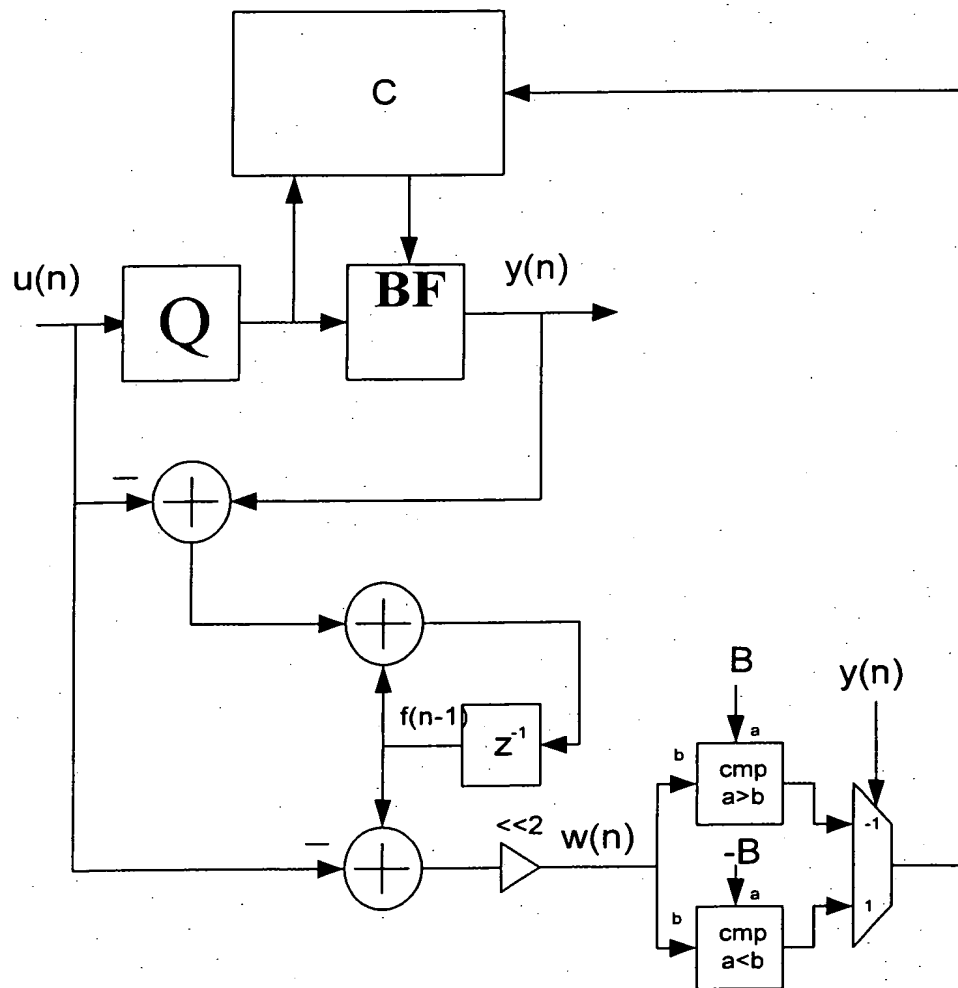 C
u(n)
Q
BF
y(n)
−
+
+
f(n-1)
z⁻¹
−
+
<<2
w(n)
B
a
b
cmp
a>b
y(n)
-1
-B
a
b
cmp
a<b
1